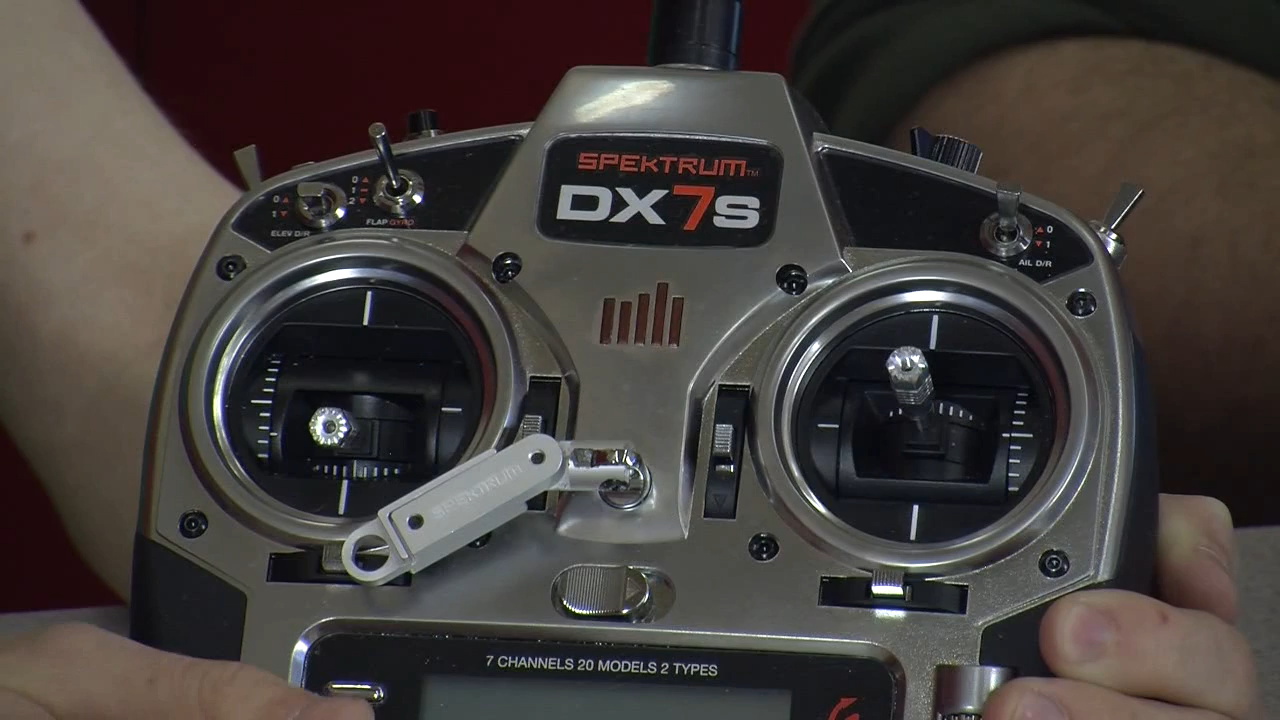 SPEKTRUM™
DX7s
0
1
ELEV D/R
0
1
2
FLAP GYRO
0
1
AIL D/R
SPEKTRUM
7 CHANNELS 20 MODELS 2 TYPES